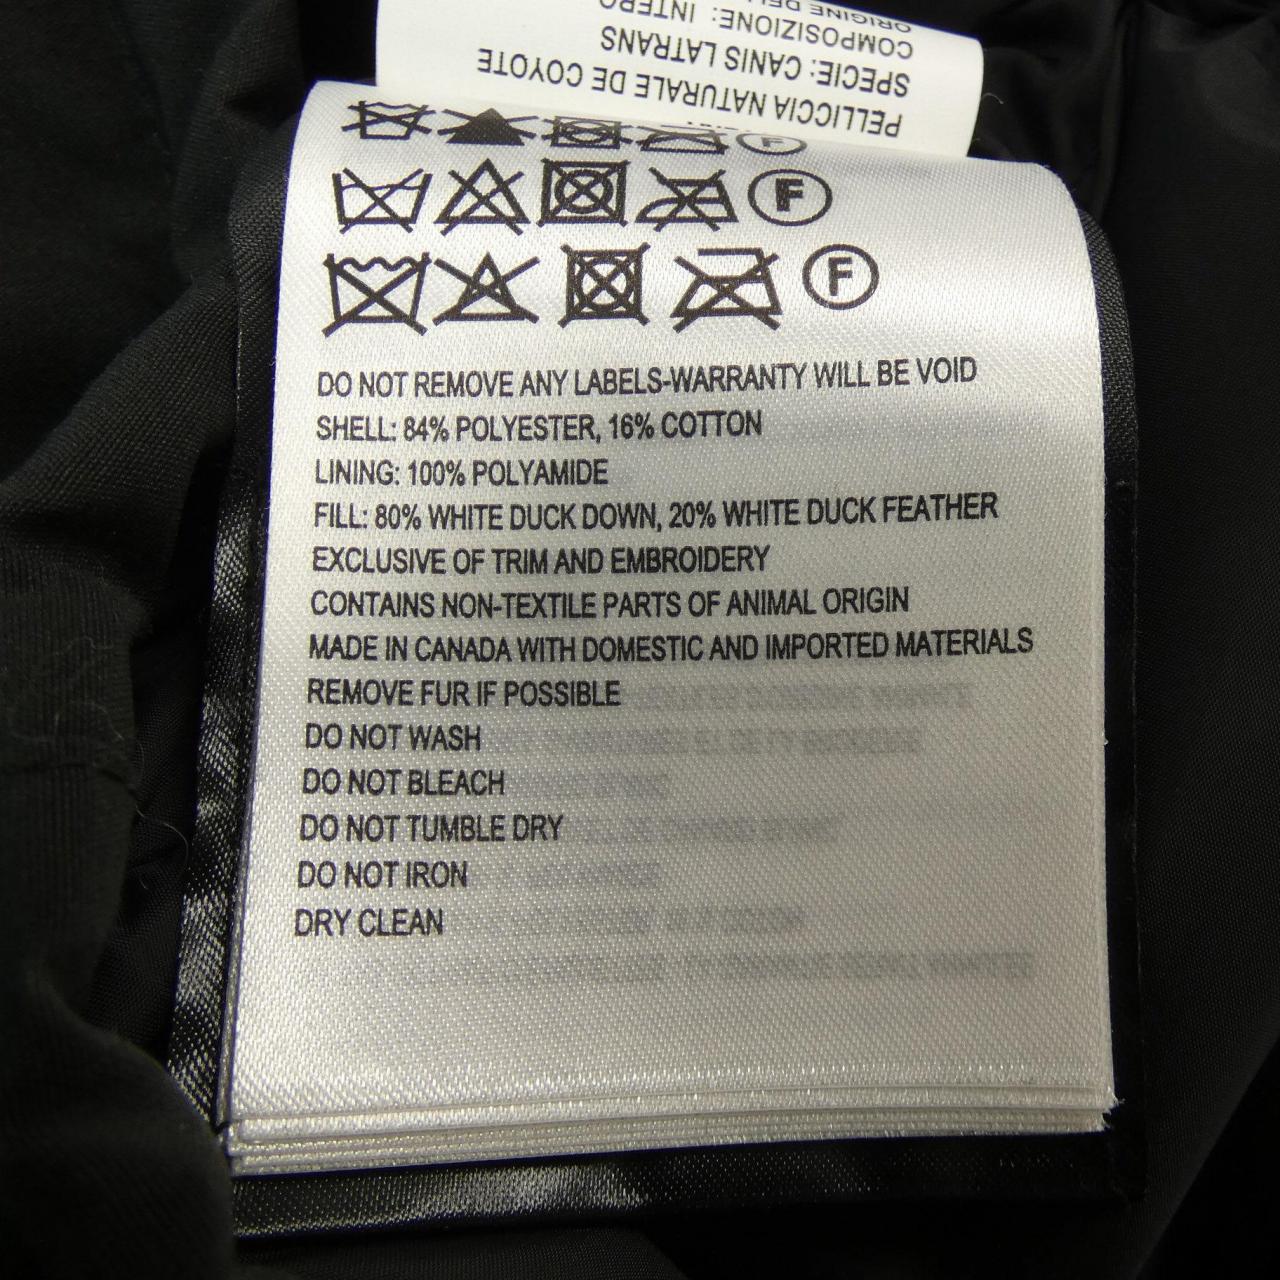 PELLICCIA NATURALE DE COYOTE
SPECIE: CANIS LATRANS
COMPOSIZIONE: INTERO
ORIGINE
F
F
F
DO NOT REMOVE ANY LABELS-WARRANTY WILL BE VOID
SHELL: 84% POLYESTER, 16% COTTON
LINING: 100% POLYAMIDE
FILL: 80% WHITE DUCK DOWN, 20% WHITE DUCK FEATHER
EXCLUSIVE OF TRIM AND EMBROIDERY
CONTAINS NON-TEXTILE PARTS OF ANIMAL ORIGIN
MADE IN CANADA WITH DOMESTIC AND IMPORTED MATERIALS
REMOVE FUR IF POSSIBLE
DO NOT WASH
DO NOT BLEACH
DO NOT TUMBLE DRY
DO NOT IRON
DRY CLEAN